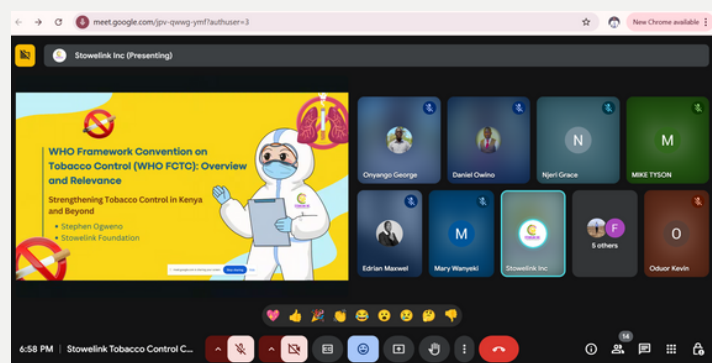 meet.google.com/jpv-qwwg-ymf?authuser=3
New Chrome available
Stowelink Inc (Presenting)
WHO Framework Convention on
Tobacco Control (WHO FCTC): Overview
and Relevance
Strengthening Tobacco Control in Kenya
and Beyond
Stephen Ogweno
Stowelink Foundation
Onyango George
Daniel Owino
N
Njeri Grace
M
MIKE TYSON
Edrian Maxwel
M
Mary Wanyeki
Stowelink Inc
F
5 others
O
Oduor Kevin
14
6:58 PM | Stowelink Tobacco Control C...